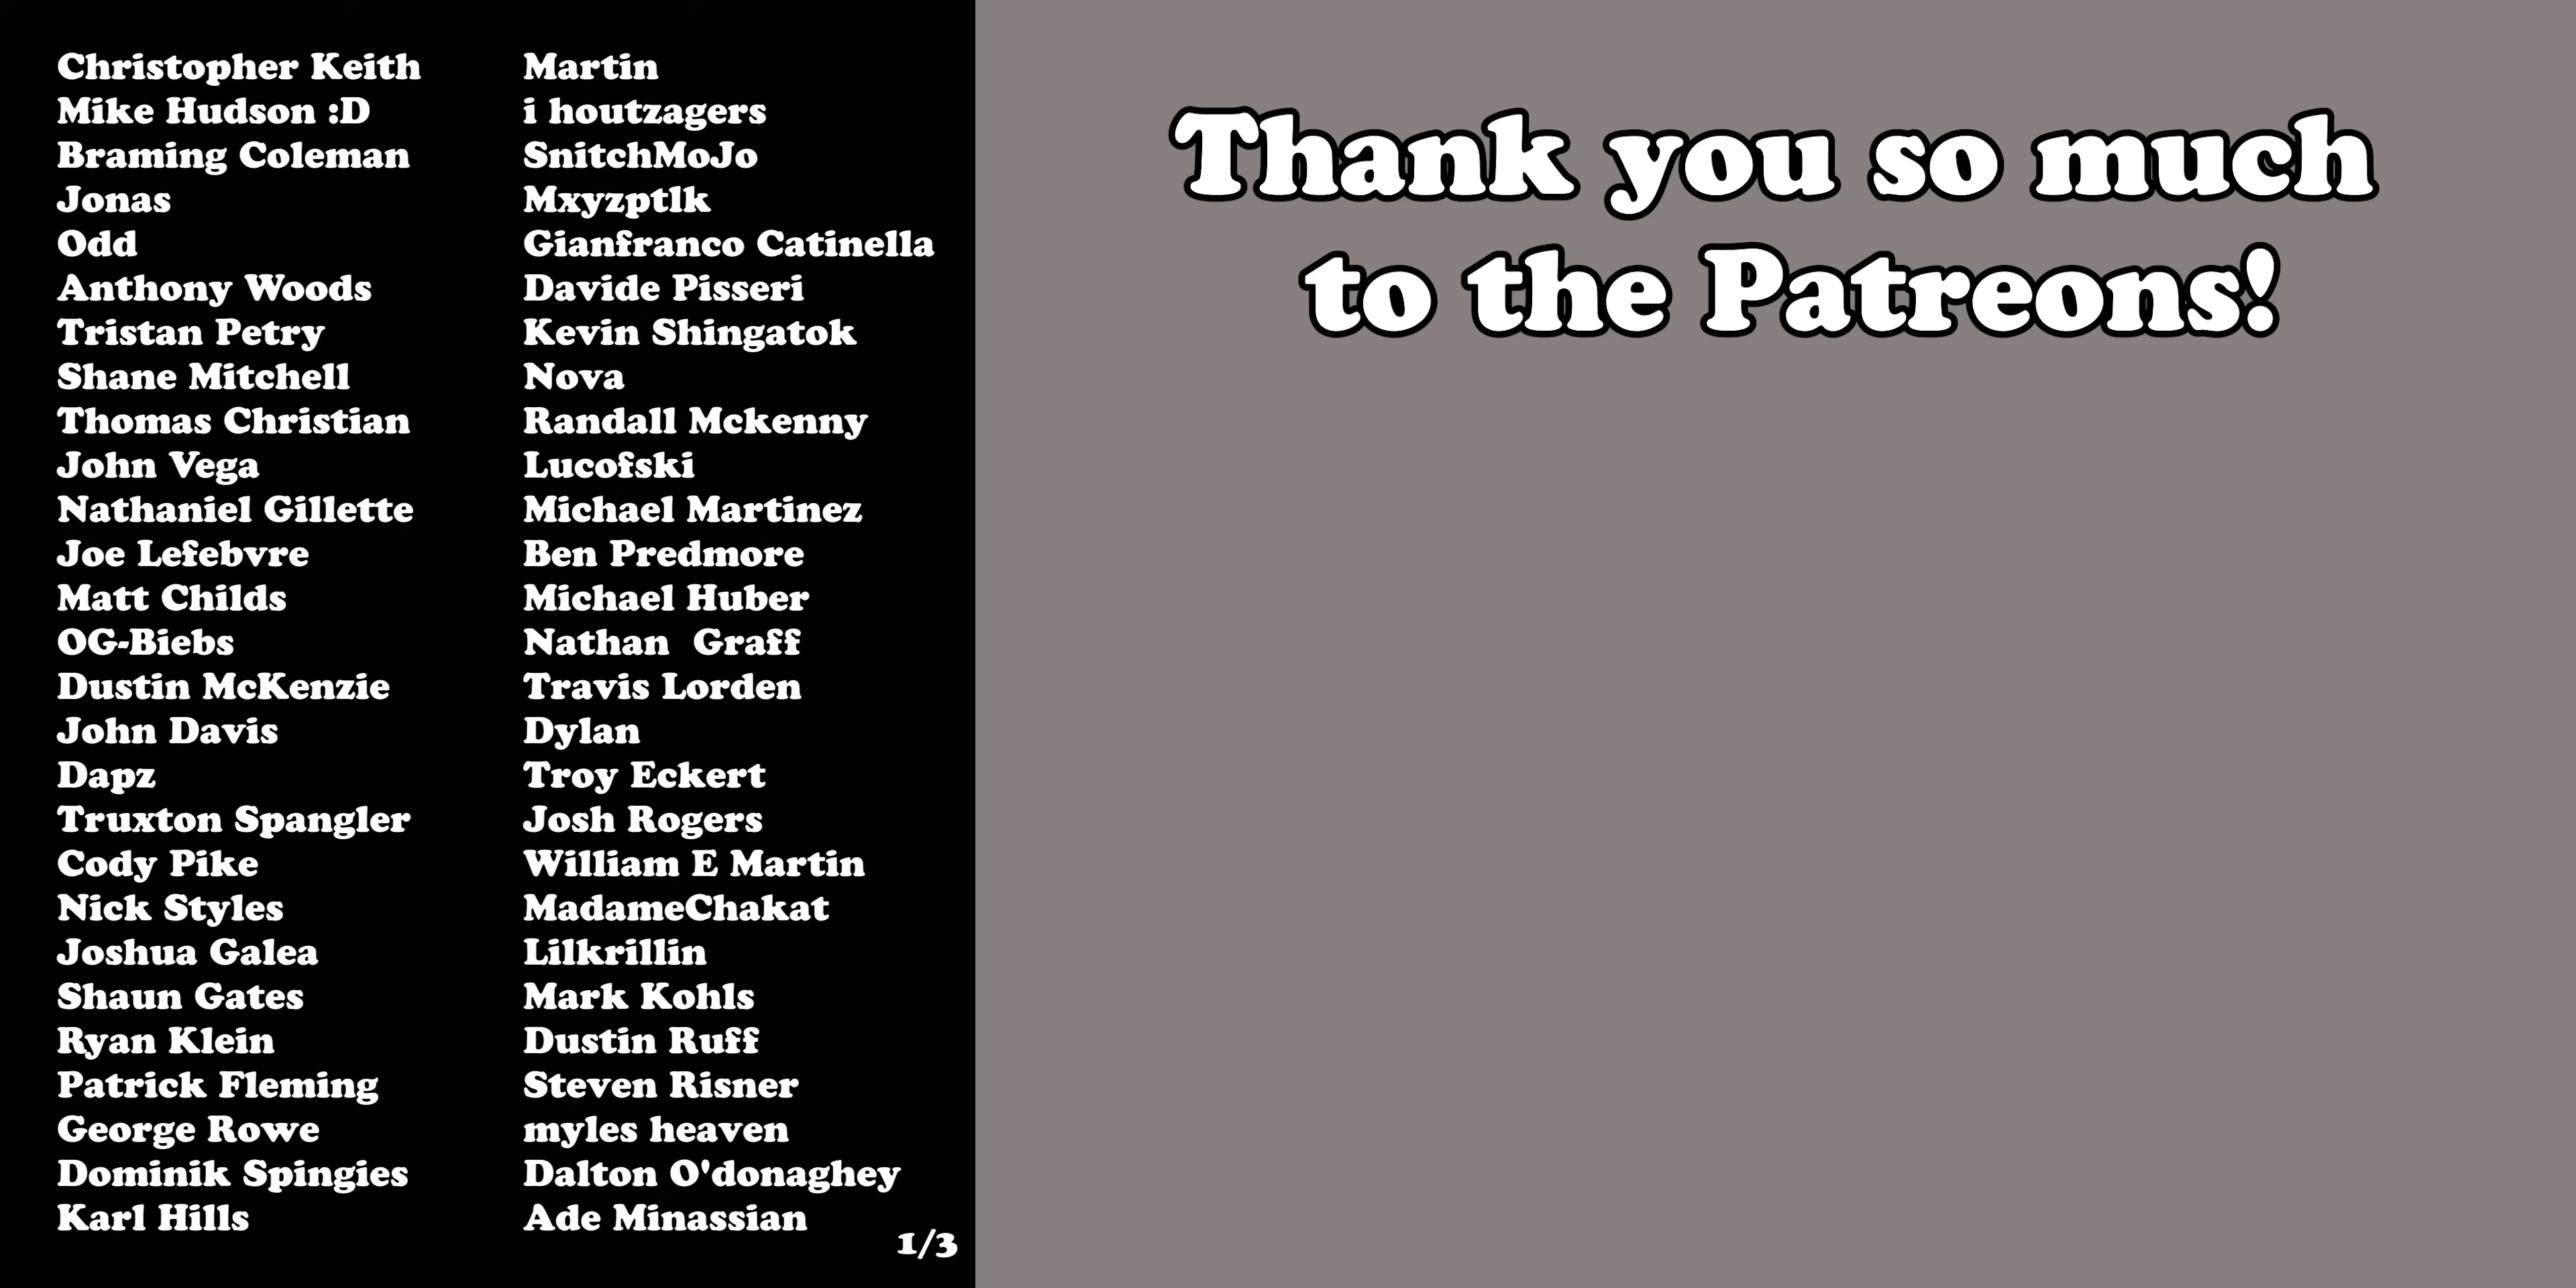 Christopher Keith
Mike Hudson :D
Braming Coleman
Jonas
Odd
Anthony Woods
Tristan Petry
Shane Mitchell
Thomas Christian
John Vega
Nathaniel Gillette
Joe Lefebvre
Matt Childs
OG-Biebs
Dustin McKenzie
John Davis
Dapz
Truxton Spangler
Cody Pike
Nick Styles
Joshua Galea
Shaun Gates
Ryan Klein
Patrick Fleming
George Rowe
Dominik Spingies
Karl Hills
Martin
i houtzagers
SnitchMoJo
Mxyzptlk
Gianfranco Catinella
Davide Pisseri
Kevin Shingatok
Nova
Randall Mckenny
Lucofski
Michael Martinez
Ben Predmore
Michael Huber
Nathan  Graff
Travis Lorden
Dylan
Troy Eckert
Josh Rogers
William E Martin
MadameChakat
Lilkrillin
Mark Kohls
Dustin Ruff
Steven Risner
myles heaven
Dalton O'donaghey
Ade Minassian
1/3
Thank you so much
to the Patreons!